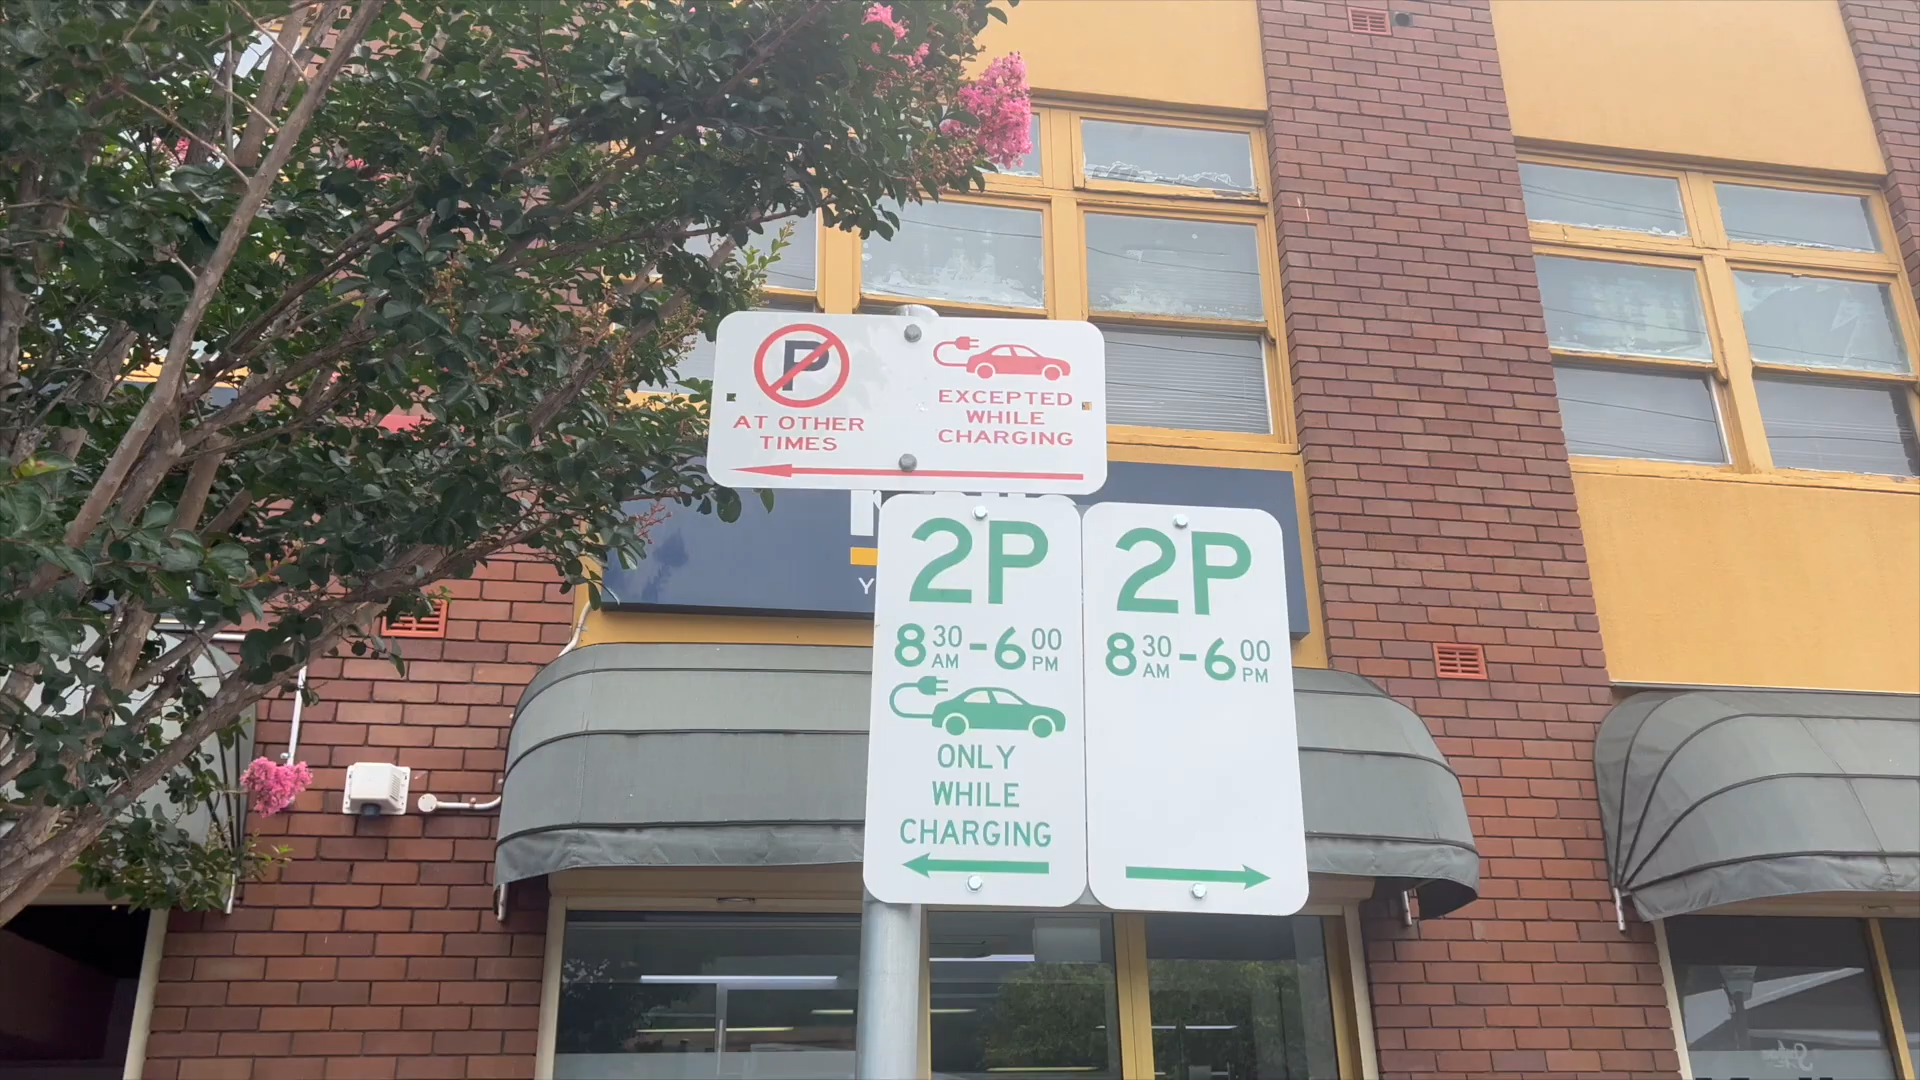 P
AT OTHER
TIMES
EXCEPTED
WHILE
CHARGING
2P
8 30 AM - 6 00 PM
ONLY
WHILE
CHARGING
2P
8 30 AM - 6 00 PM